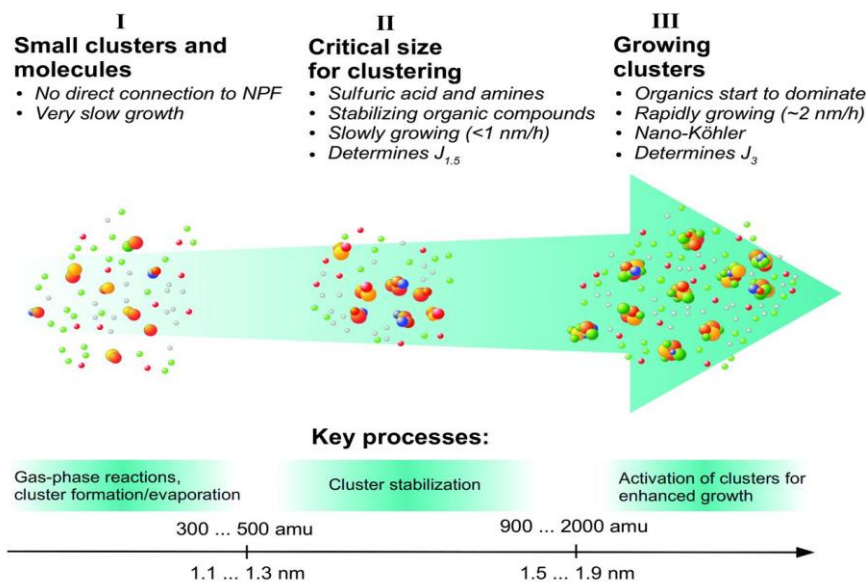 I
Small clusters and
molecules
• No direct connection to NPF
• Very slow growth
II
Critical size
for clustering
• Sulfuric acid and amines
• Stabilizing organic compounds
• Slowly growing (<1 nm/h)
• Determines J1.5
III
Growing
clusters
• Organics start to dominate
• Rapidly growing (~2 nm/h)
• Nano-Köhler
• Determines J3
Key processes:
Gas-phase reactions,
cluster formation/evaporation
Cluster stabilization
Activation of clusters for
enhanced growth
300 ... 500 amu
900 ... 2000 amu
1.1 ... 1.3 nm
1.5 ... 1.9 nm